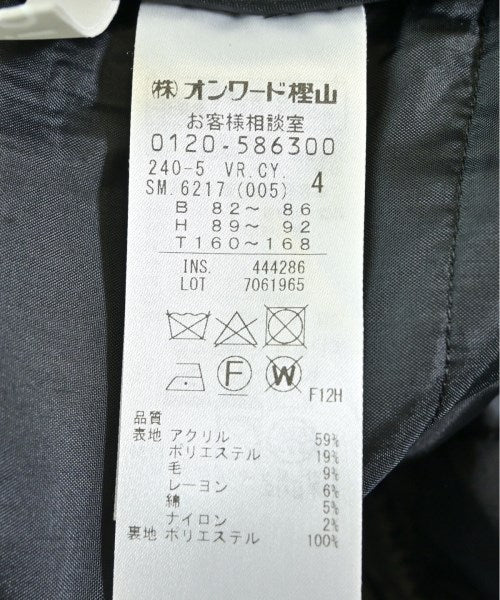 ㈱ オンワード樫山
お客様相談室
0120-586300
240-5 VR.CY.
SM.6217 (005) 4
B 82～ 86
H 89～ 92
T 160～168
INS. 444286
LOT 7061965
F W
F12H
品質
表地 アクリル 59%
ポリエステル 19%
毛 9%
レーヨン 6%
綿 5%
ナイロン 2%
裏地 ポリエステル 100%